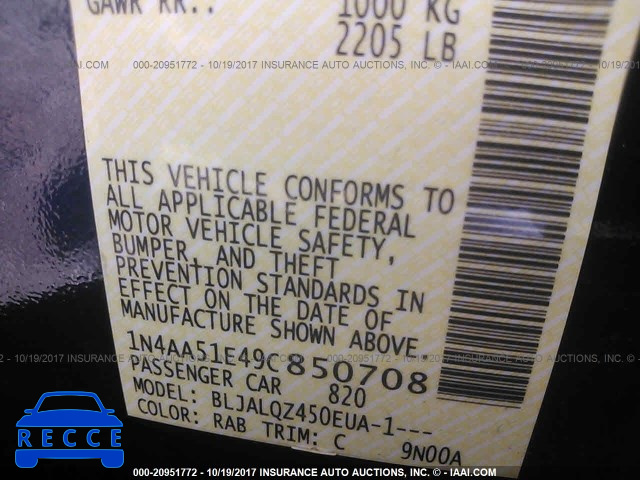 GAWR RR.: 1000 KG
2205 LB
000-20951772 - 10/19/2017 INSURANCE AUTO AUCTIONS, INC. © - IAAI.COM
THIS VEHICLE CONFORMS TO
ALL APPLICABLE FEDERAL
MOTOR VEHICLE SAFETY,
BUMPER, AND THEFT
PREVENTION STANDARDS IN
EFFECT ON THE DATE OF
MANUFACTURE SHOWN ABOVE
1N4AA51E49C850708
PASSENGER CAR 820
MODEL: BLJALQZ450EUA-1---
COLOR: RAB TRIM: C 9N00A
RECCE
000-20951772 - 10/19/2017 INSURANCE AUTO AUCTIONS, INC. © - IAAI.COM